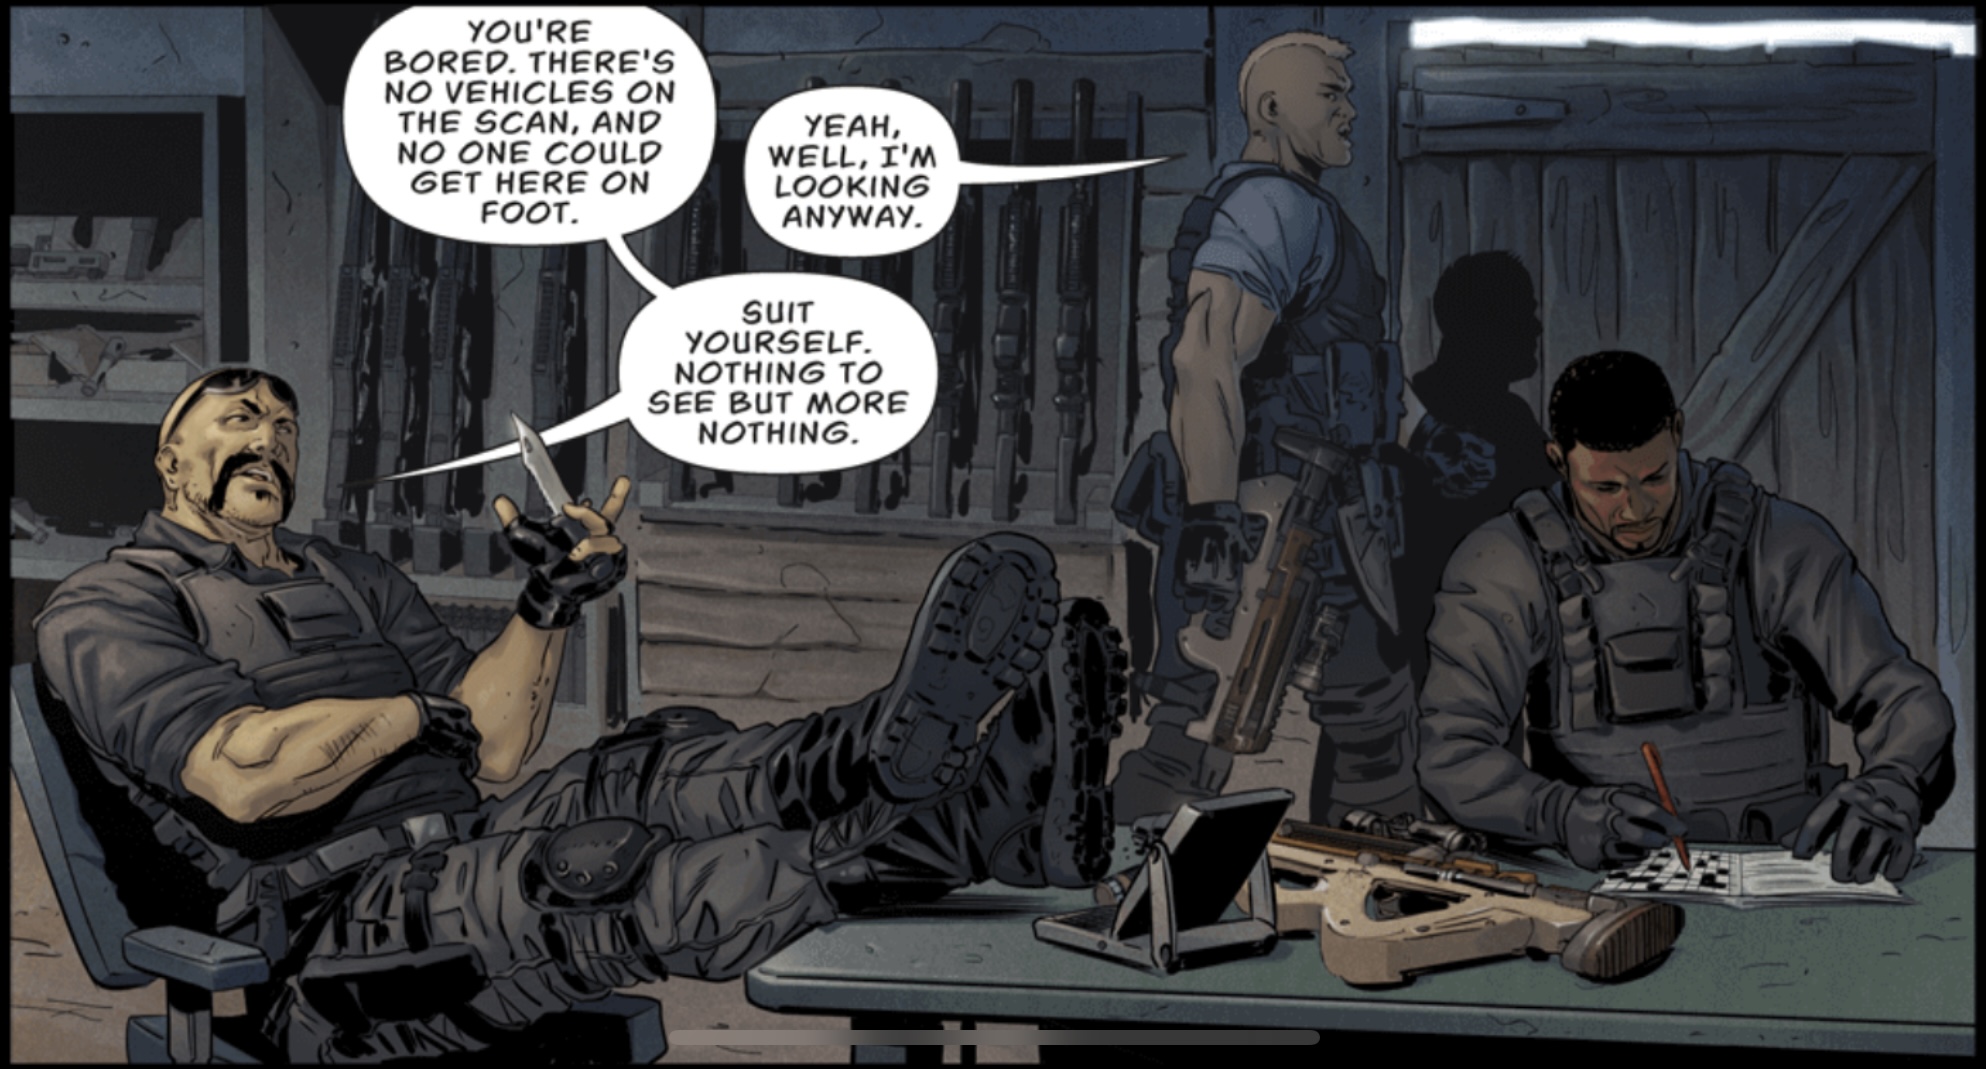 YOU'RE
BORED. THERE'S
NO VEHICLES ON
THE SCAN, AND
NO ONE COULD
GET HERE ON
FOOT.
YEAH,
WELL, I'M
LOOKING
ANYWAY.
SUIT
YOURSELF.
NOTHING TO
SEE BUT MORE
NOTHING.